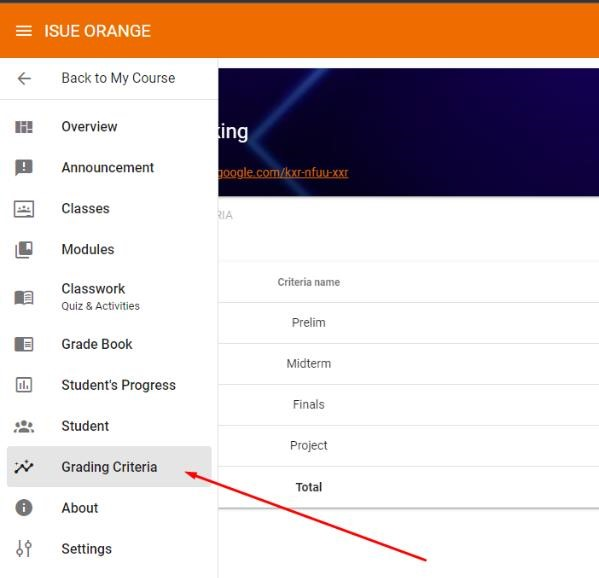 ISUE ORANGE
Back to My Course
Overview
Announcement
Classes
Modules
Classwork
Quiz & Activities
Grade Book
Student's Progress
Student
Grading Criteria
About
Settings
king
google.com/kxr-nfuu-xxr
RIA
Criteria name
Prelim
Midterm
Finals
Project
Total